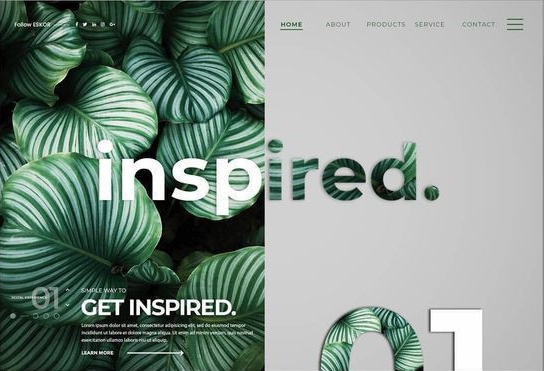 Follow ESKOR
HOME ABOUT PRODUCTS SERVICE CONTACT
inspired.
DIGITAL EXPERIENCE 01
SIMPLE WAY TO
GET INSPIRED.
Lorem ipsum dolor sit amet, consectetur adipisicing elit, sed do eiusmod tempor
incididunt ut labore et dolore magna aliqua. Ut enim ad minim veniam, quis nostrud
exercitation ullamco laboris nisi ut aliquip.
LEARN MORE
01